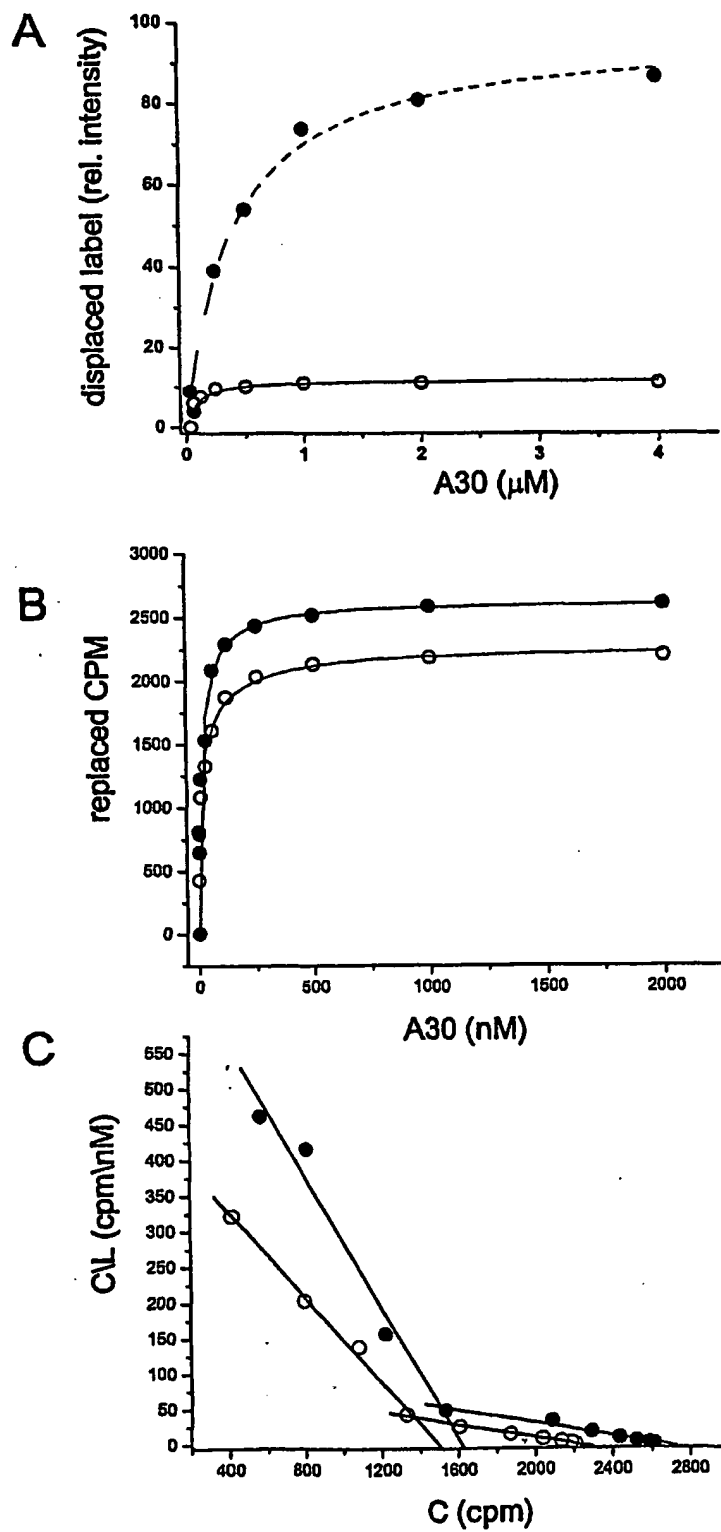 A
displaced label (rel. intensity)
100
80
60
40
20
0
0 1 2 3 4
A30 (µM)
B
replaced CPM
3000
2500
2000
1500
1000
500
0
0 500 1000 1500 2000
A30 (nM)
C
C\L (cpm\nM)
550
500
450
400
350
300
250
200
150
100
50
0
400 800 1200 1600 2000 2400 2800
C (cpm)